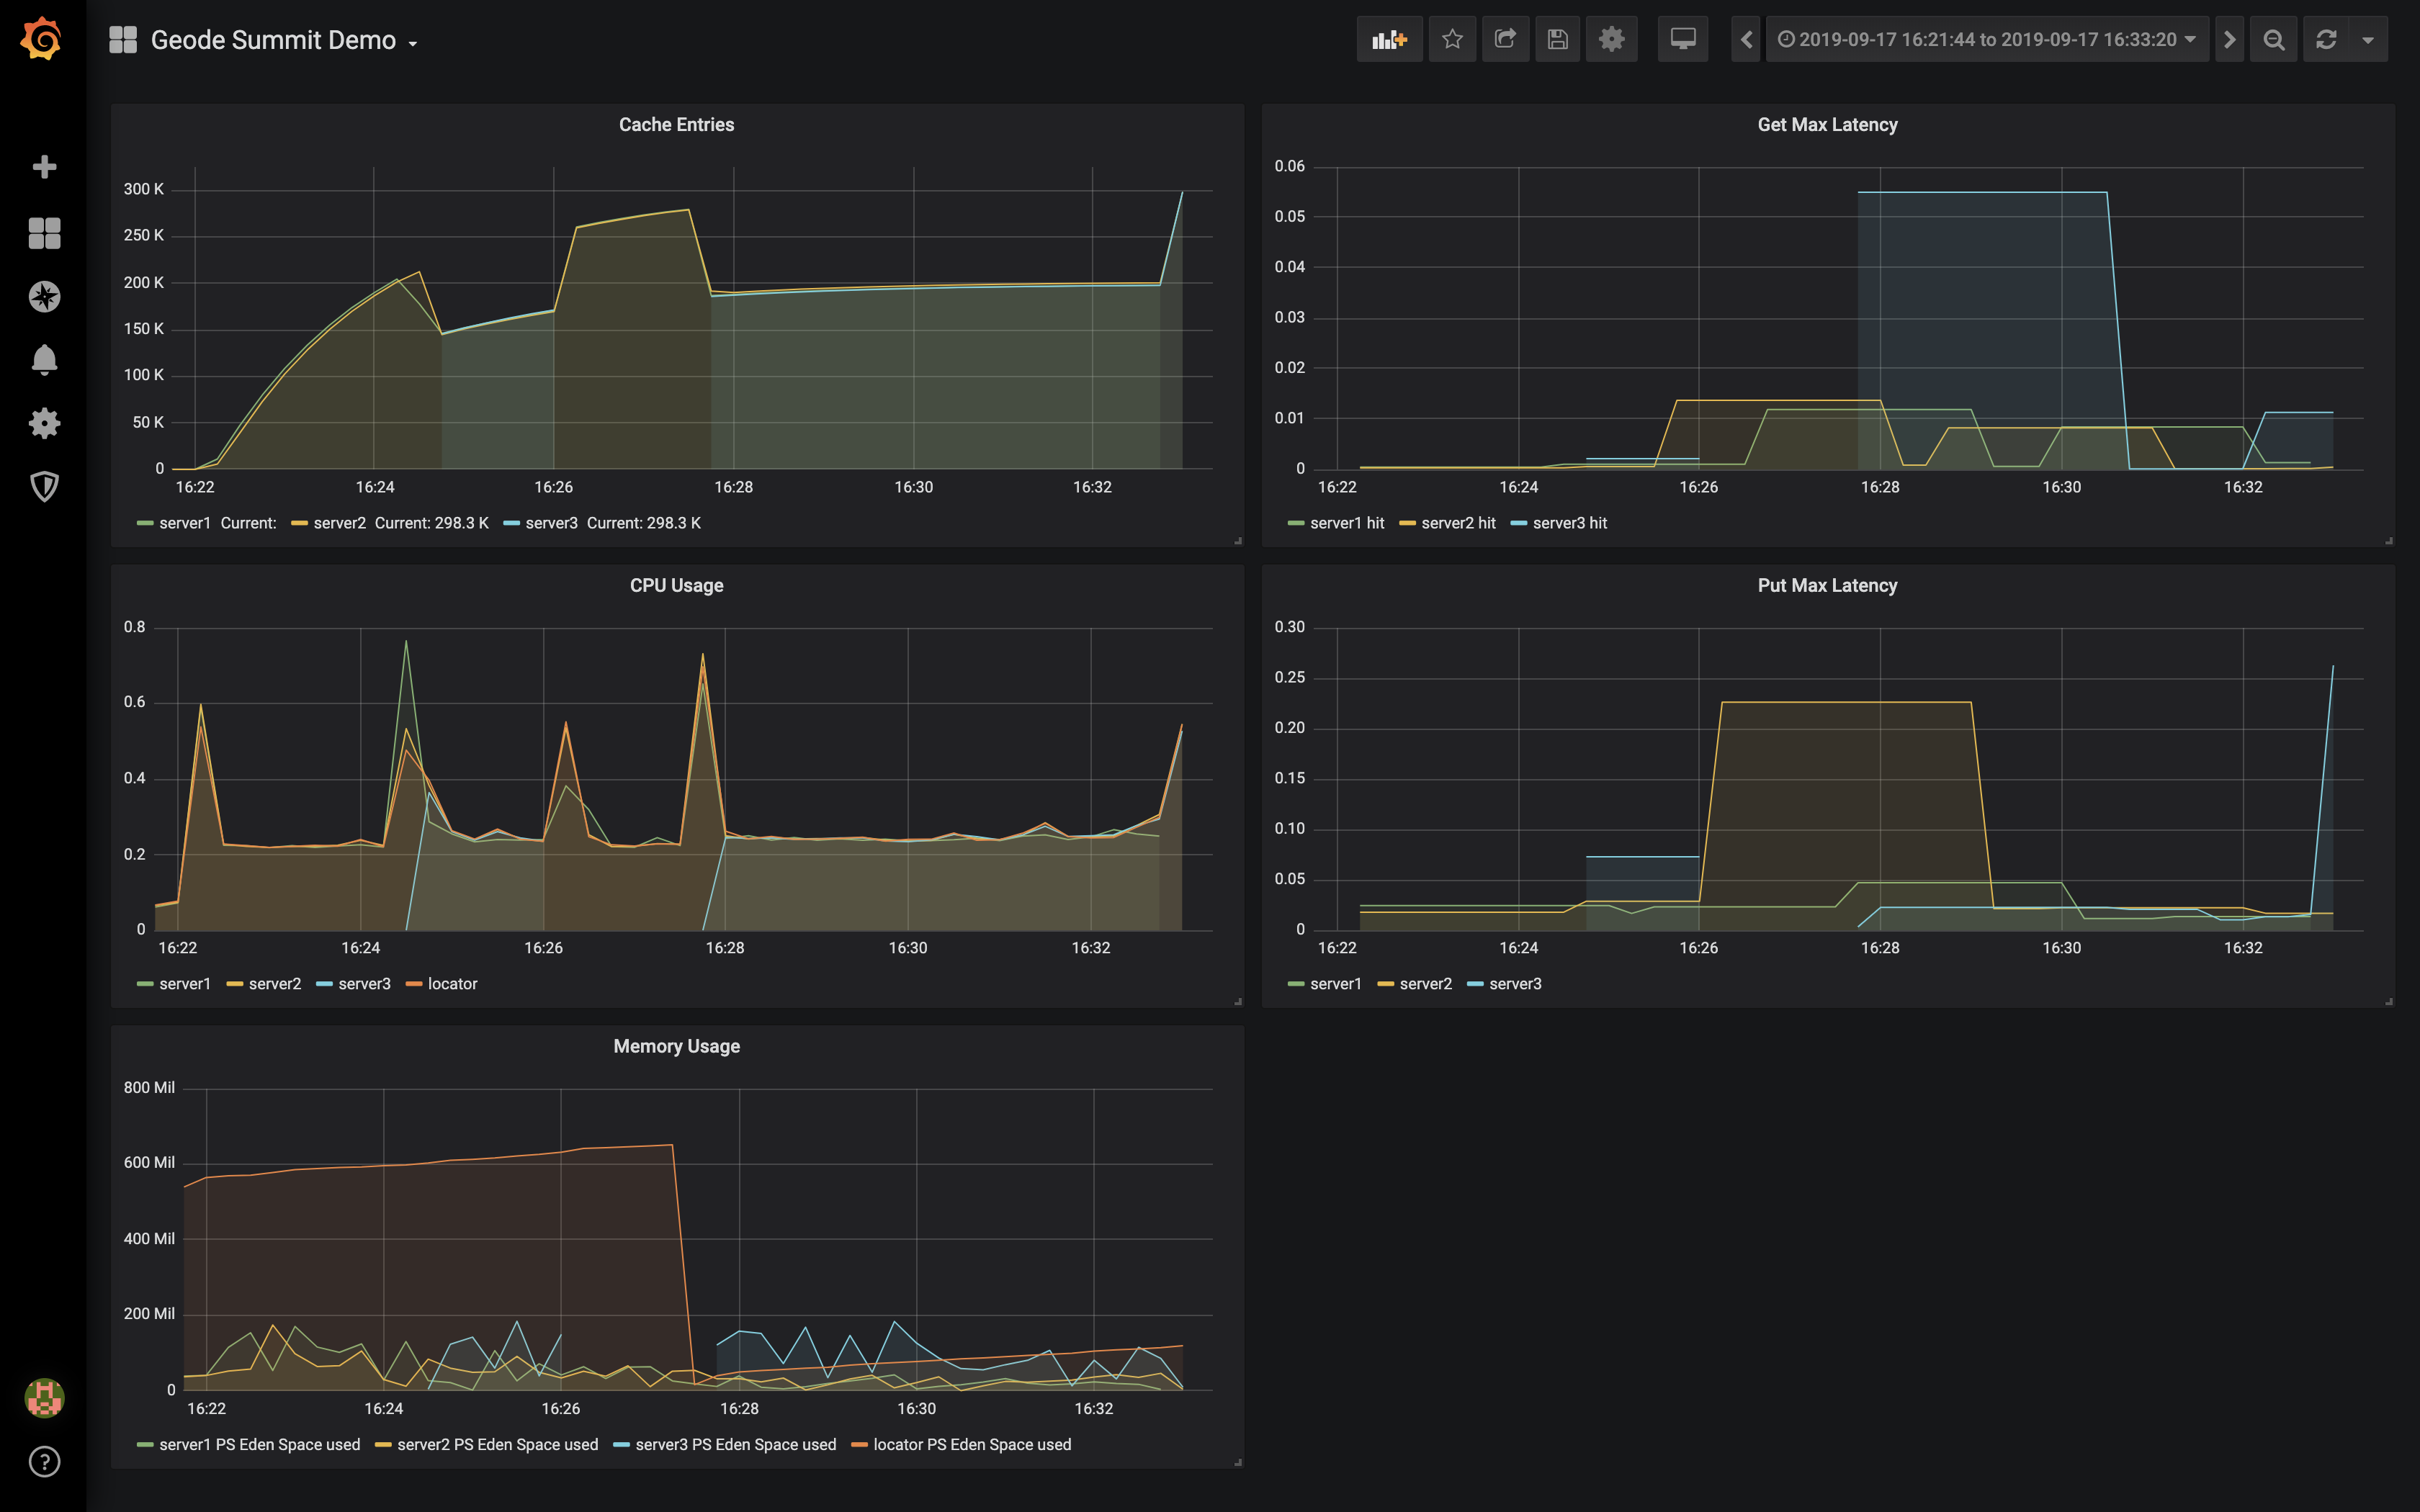 Geode Summit Demo
2019-09-17 16:21:44 to 2019-09-17 16:33:20
Cache Entries
300 K
250 K
200 K
150 K
100 K
50 K
0
16:22 16:24 16:26 16:28 16:30 16:32
server1 Current: server2 Current: 298.3 K server3 Current: 298.3 K
Get Max Latency
0.06
0.05
0.04
0.03
0.02
0.01
0
16:22 16:24 16:26 16:28 16:30 16:32
server1 hit server2 hit server3 hit
CPU Usage
0.8
0.6
0.4
0.2
0
16:22 16:24 16:26 16:28 16:30 16:32
server1 server2 server3 locator
Put Max Latency
0.30
0.25
0.20
0.15
0.10
0.05
0
16:22 16:24 16:26 16:28 16:30 16:32
server1 server2 server3
Memory Usage
800 Mil
600 Mil
400 Mil
200 Mil
0
16:22 16:24 16:26 16:28 16:30 16:32
server1 PS Eden Space used server2 PS Eden Space used server3 PS Eden Space used locator PS Eden Space used